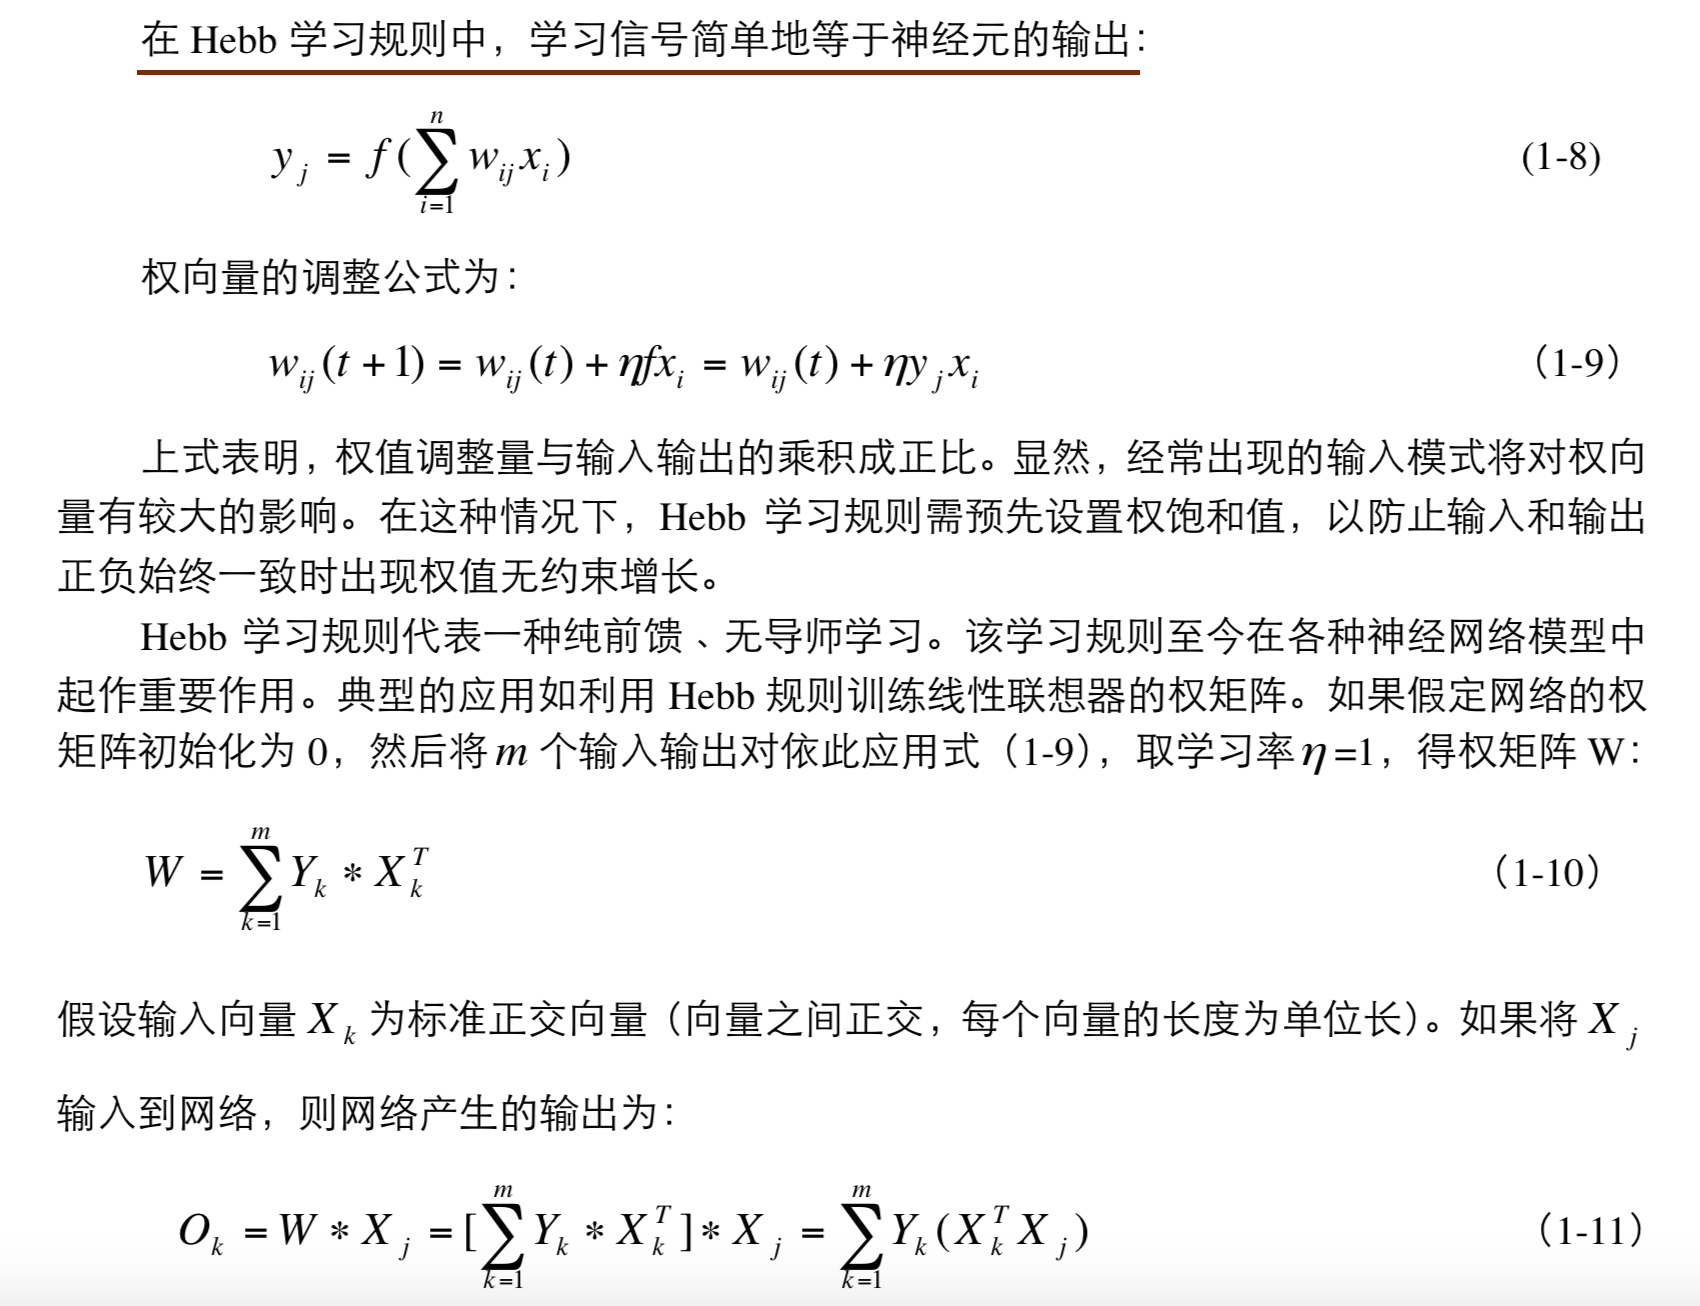 在 Hebb 学习规则中，学习信号简单地等于神经元的输出：
y_j = f(∑_{i=1}^{n} w_{ij} x_i) (1-8)
权向量的调整公式为：
w_{ij}(t+1) = w_{ij}(t) + ηfx_i = w_{ij}(t) + ηy_j x_i （1-9）
上式表明，权值调整量与输入输出的乘积成正比。显然，经常出现的输入模式将对权向
量有较大的影响。在这种情况下，Hebb 学习规则需预先设置权饱和值，以防止输入和输出
正负始终一致时出现权值无约束增长。
Hebb 学习规则代表一种纯前馈、无导师学习。该学习规则至今在各种神经网络模型中
起作重要作用。典型的应用如利用 Hebb 规则训练线性联想器的权矩阵。如果假定网络的权
矩阵初始化为 0，然后将 m 个输入输出对依此应用式（1-9），取学习率 η=1，得权矩阵 W：
W = ∑_{k=1}^{m} Y_k * X_k^T （1-10）
假设输入向量 X_k 为标准正交向量（向量之间正交，每个向量的长度为单位长）。如果将 X_j
输入到网络，则网络产生的输出为：
O_k = W * X_j = [∑_{k=1}^{m} Y_k * X_k^T] * X_j = ∑_{k=1}^{m} Y_k (X_k^T X_j) （1-11）